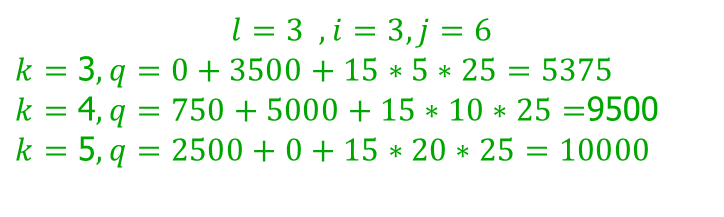 l = 3 , i = 3, j = 6
k = 3, q = 0 + 3500 + 15 * 5 * 25 = 5375
k = 4, q = 750 + 5000 + 15 * 10 * 25 =9500
k = 5, q = 2500 + 0 + 15 * 20 * 25 = 10000